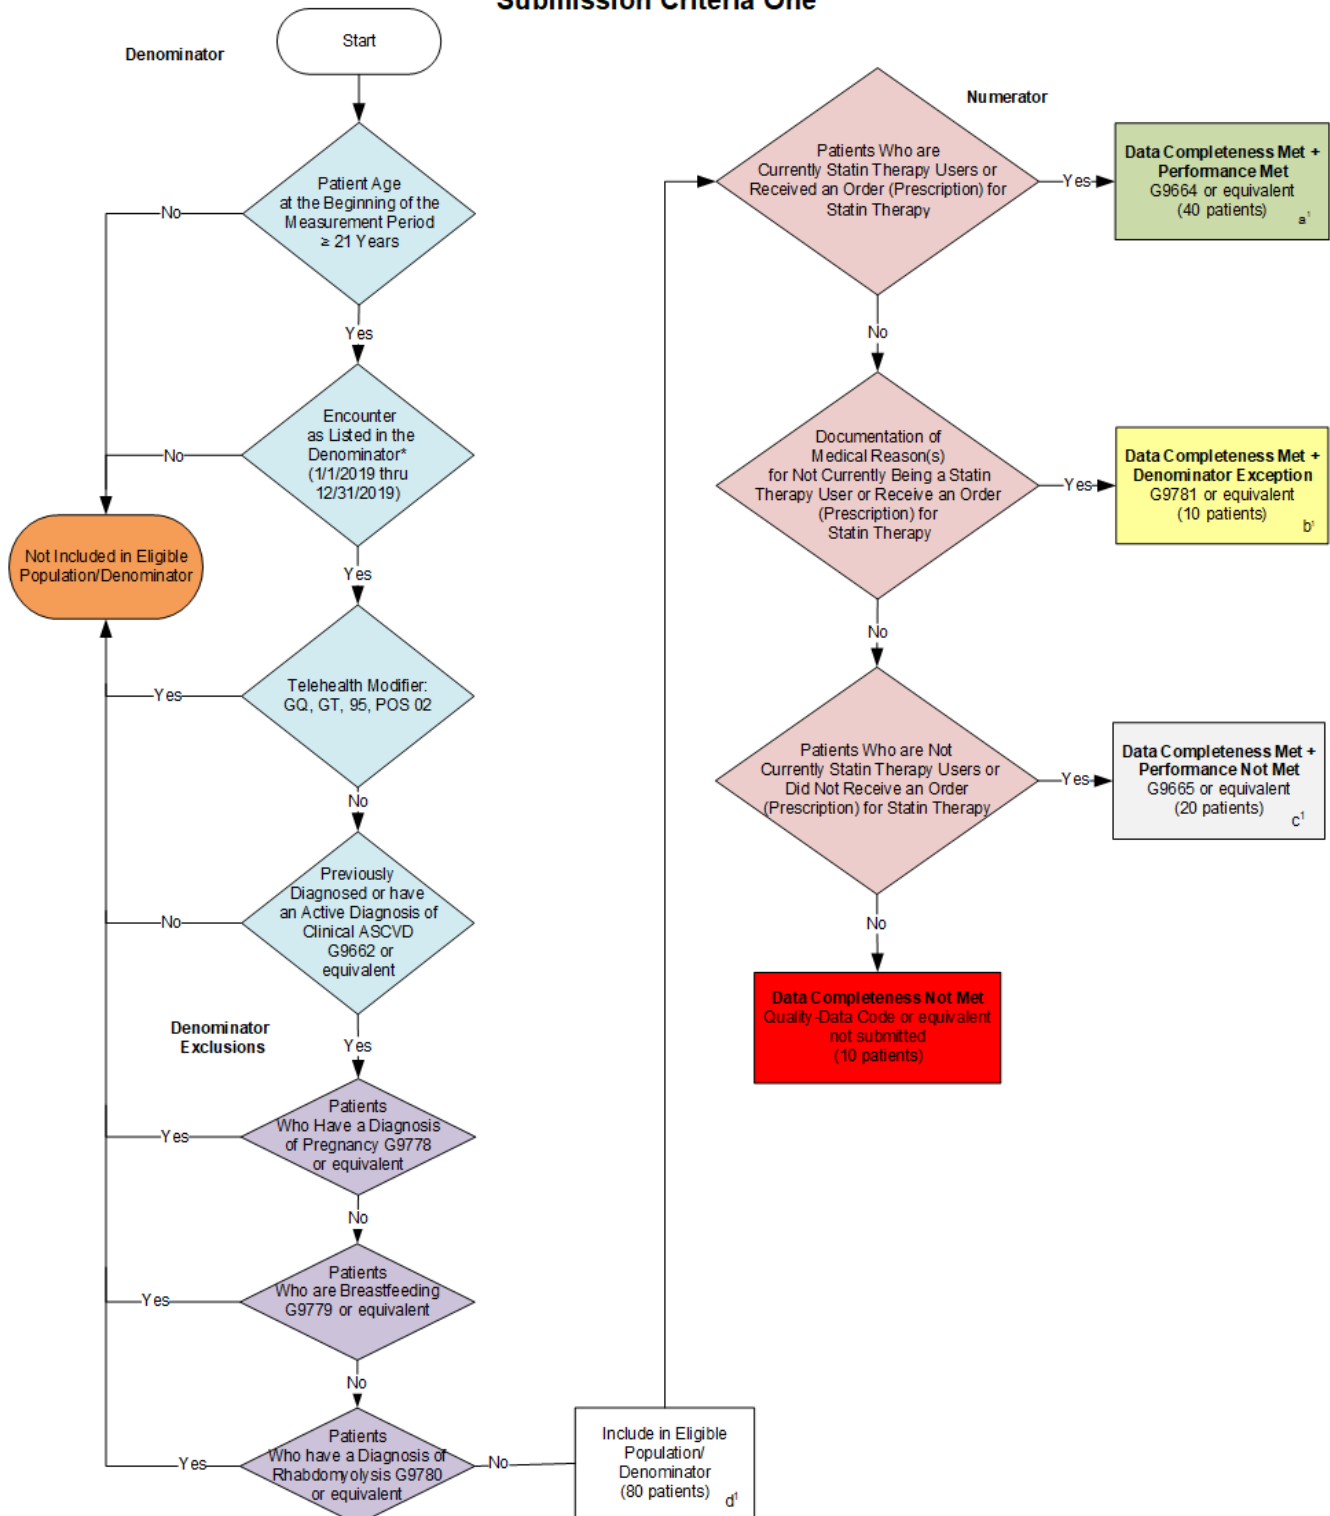 Submission Criteria One
Denominator
Start
Patient Age
at the Beginning of the
Measurement Period
≥ 21 Years
No
Yes
Encounter
as Listed in the
Denominator*
(1/1/2019 thru
12/31/2019)
No
Yes
Not Included in Eligible
Population/Denominator
Telehealth Modifier:
GQ, GT, 95, POS 02
Yes
No
Previously
Diagnosed or have
an Active Diagnosis of
Clinical ASCVD
G9662 or
equivalent
No
Yes
Denominator
Exclusions
Patients
Who Have a Diagnosis
of Pregnancy G9778
or equivalent
Yes
No
Patients
Who are Breastfeeding
G9779 or equivalent
Yes
No
Patients
Who have a Diagnosis of
Rhabdomyolysis G9780
or equivalent
Yes
No
Include in Eligible
Population/
Denominator
(80 patients)
d¹
Numerator
Patients Who are
Currently Statin Therapy Users or
Received an Order (Prescription) for
Statin Therapy
Yes
Data Completeness Met +
Performance Met
G9664 or equivalent
(40 patients)
a¹
No
Documentation of
Medical Reason(s)
for Not Currently Being a Statin
Therapy User or Receive an Order
(Prescription) for
Statin Therapy
Yes
Data Completeness Met +
Denominator Exception
G9781 or equivalent
(10 patients)
b¹
No
Patients Who are Not
Currently Statin Therapy Users or
Did Not Receive an Order
(Prescription) for Statin Therapy
Yes
Data Completeness Met +
Performance Not Met
G9665 or equivalent
(20 patients)
c¹
No
Data Completeness Not Met
Quality-Data Code or equivalent
not submitted
(10 patients)